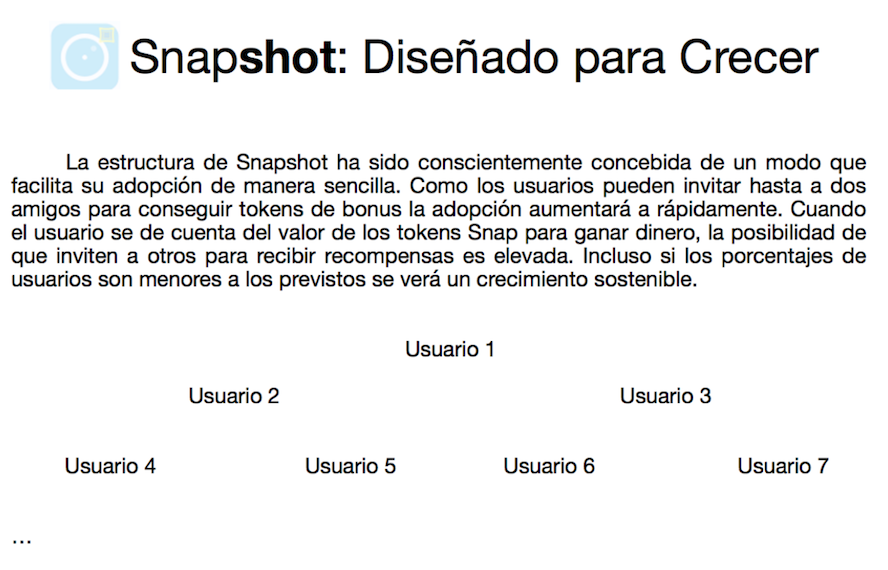 Snapshot: Diseñado para Crecer
La estructura de Snapshot ha sido conscientemente concebida de un modo que
facilita su adopción de manera sencilla. Como los usuarios pueden invitar hasta a dos
amigos para conseguir tokens de bonus la adopción aumentará a rápidamente. Cuando
el usuario se de cuenta del valor de los tokens Snap para ganar dinero, la posibilidad de
que inviten a otros para recibir recompensas es elevada. Incluso si los porcentajes de
usuarios son menores a los previstos se verá un crecimiento sostenible.
Usuario 1
Usuario 2 Usuario 3
Usuario 4 Usuario 5 Usuario 6 Usuario 7
...